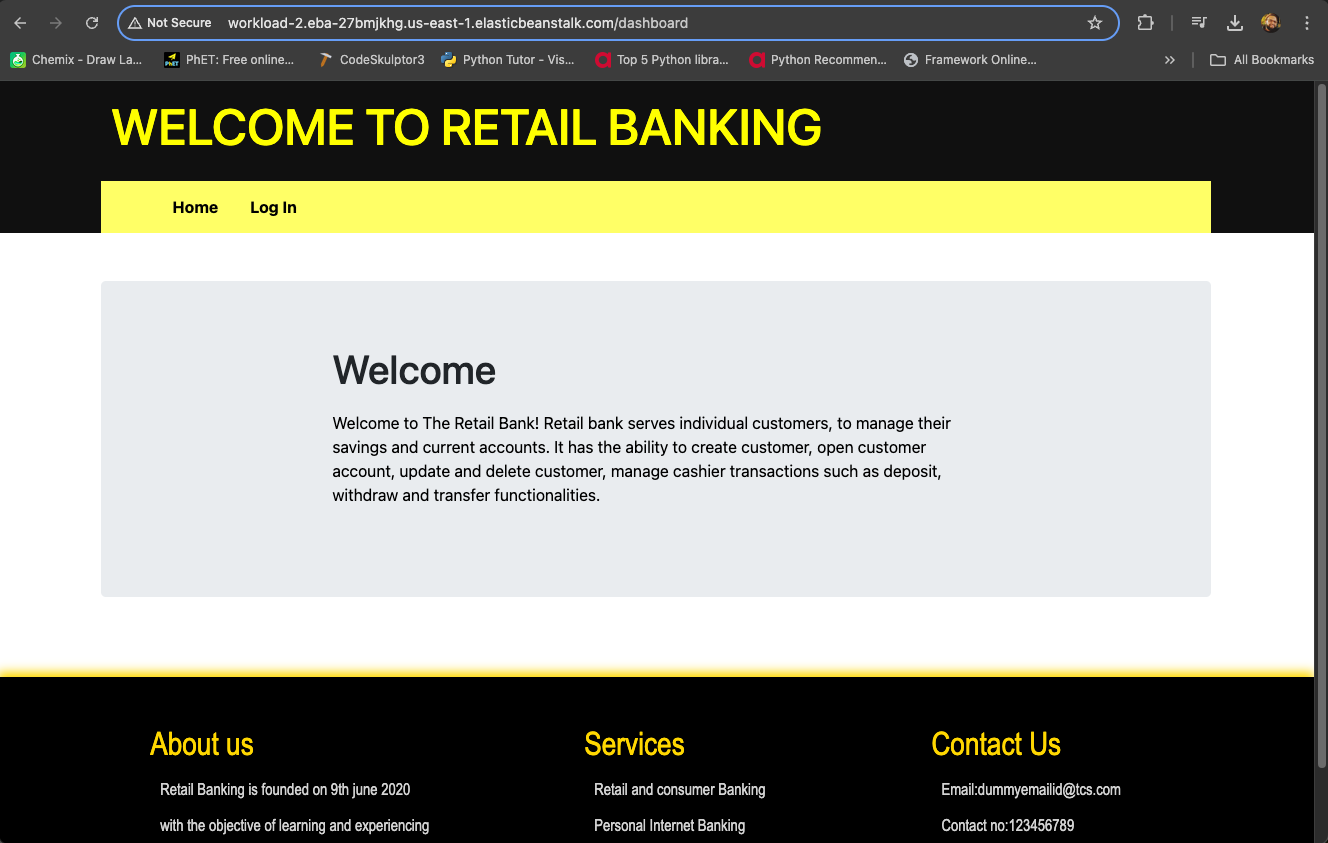 Not Secure workload-2.eba-27bmjkhg.us-east-1.elasticbeanstalk.com/dashboard
Chemix - Draw La... PhET: Free online... CodeSkulptor3 Python Tutor - Vis... Top 5 Python libra... Python Recommen... Framework Online... All Bookmarks
WELCOME TO RETAIL BANKING
Home Log In
Welcome
Welcome to The Retail Bank! Retail bank serves individual customers, to manage their
savings and current accounts. It has the ability to create customer, open customer
account, update and delete customer, manage cashier transactions such as deposit,
withdraw and transfer functionalities.
About us Services Contact Us
Retail Banking is founded on 9th june 2020 Retail and consumer Banking Email:dummyemailid@tcs.com
with the objective of learning and experiencing Personal Internet Banking Contact no:123456789